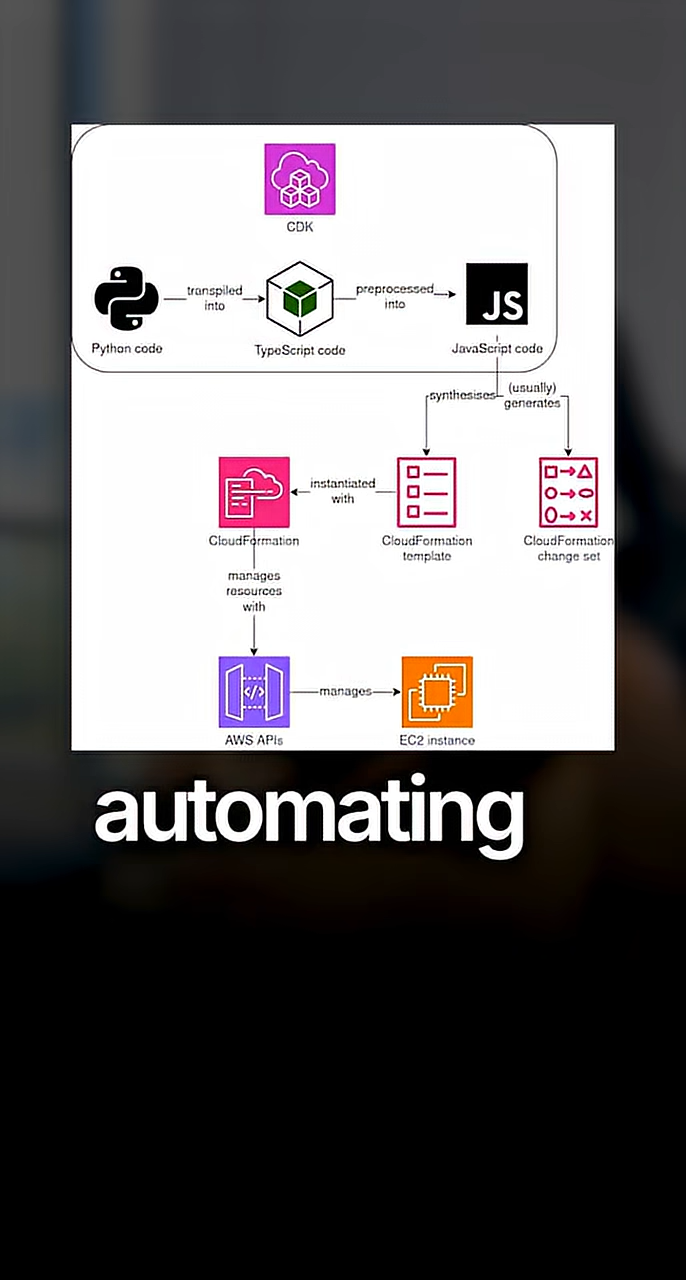 CDK
transpiled
into
preprocessed
into
JS
Python code
TypeScript code
JavaScript code
synthesises
(usually)
generates
instantiated
with
CloudFormation
CloudFormation
template
CloudFormation
change set
manages
resources
with
</>
manages
AWS APIs
EC2 instance
automating